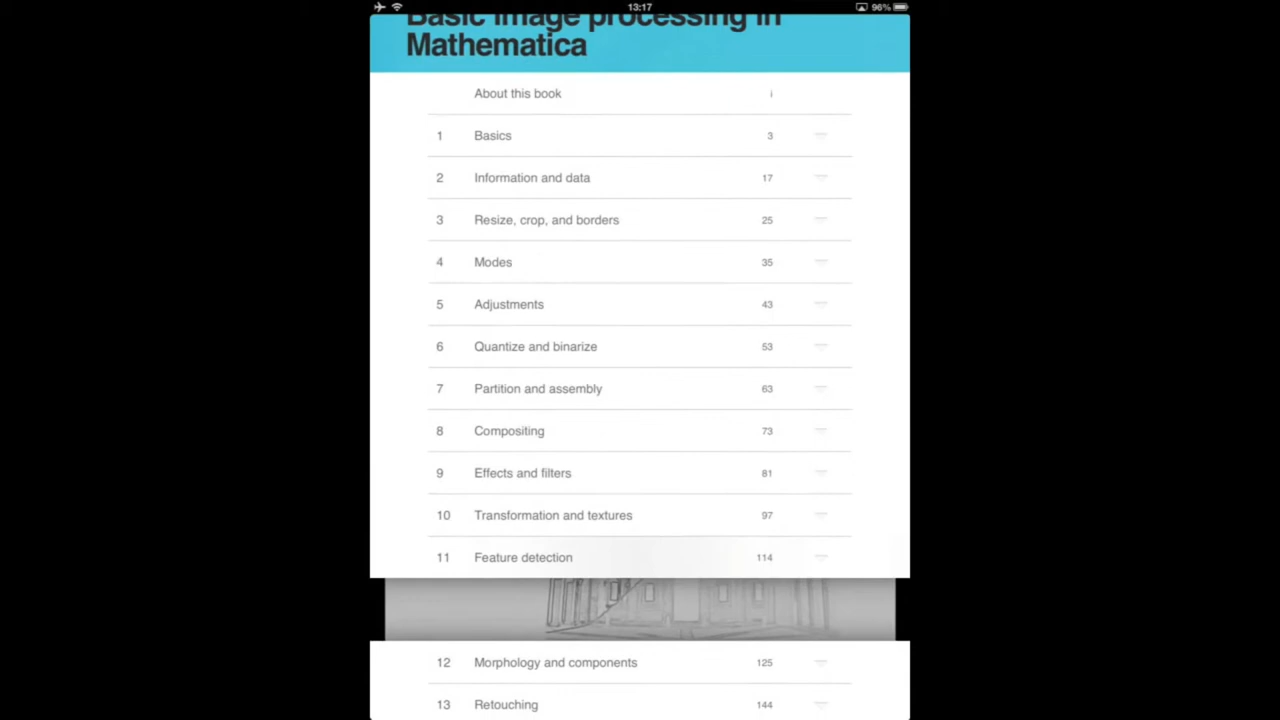 13:17
96%
Basic image processing in
Mathematica
About this book i
1 Basics 3
2 Information and data 17
3 Resize, crop, and borders 25
4 Modes 35
5 Adjustments 43
6 Quantize and binarize 53
7 Partition and assembly 63
8 Compositing 73
9 Effects and filters 81
10 Transformation and textures 97
11 Feature detection 114
12 Morphology and components 125
13 Retouching 144